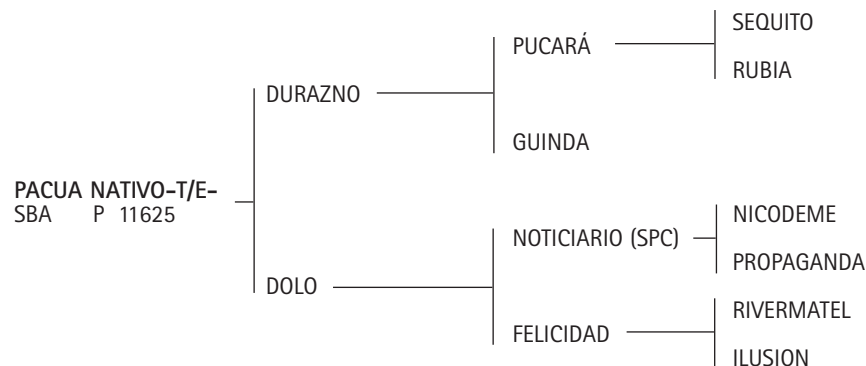 SEQUITO
PUCARÁ
RUBIA
DURAZNO
GUINDA
PACUA NATIVO-T/E-
SBA P 11625
NICODEME
NOTICIARIO (SPC)
PROPAGANDA
DOLO
RIVERMATEL
FELICIDAD
ILUSION